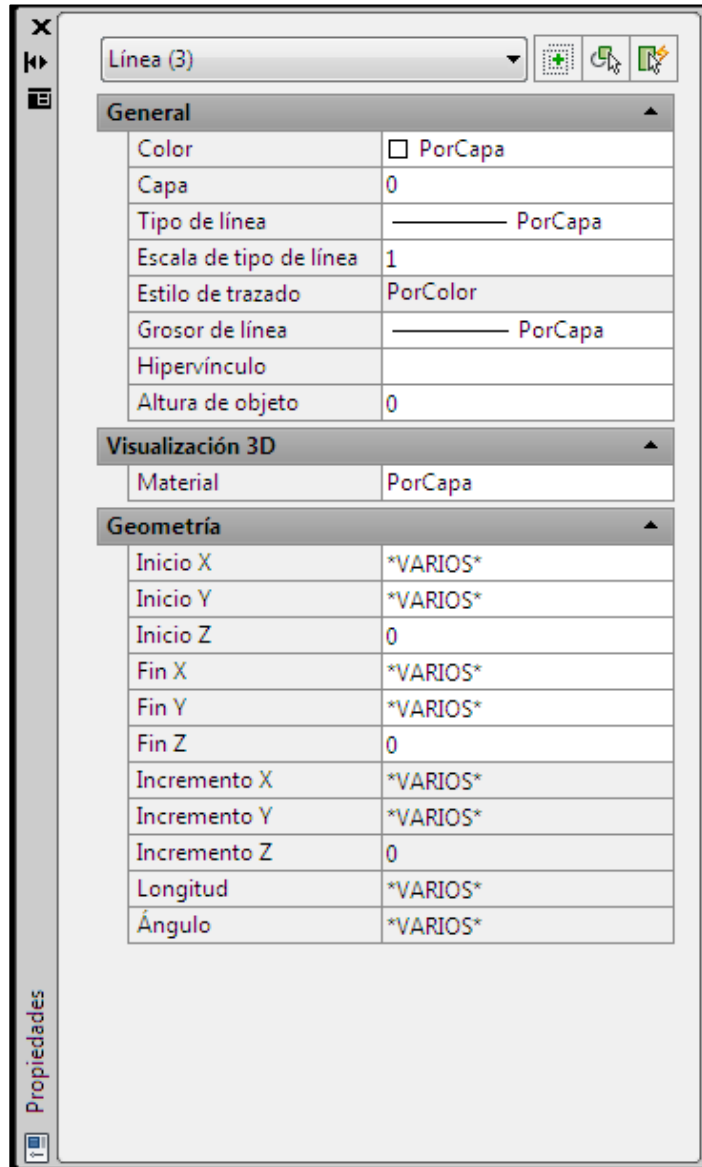 Línea (3)
General
Color PorCapa
Capa 0
Tipo de línea PorCapa
Escala de tipo de línea 1
Estilo de trazado PorColor
Grosor de línea PorCapa
Hipervínculo
Altura de objeto 0
Visualización 3D
Material PorCapa
Geometría
Inicio X *VARIOS*
Inicio Y *VARIOS*
Inicio Z 0
Fin X *VARIOS*
Fin Y *VARIOS*
Fin Z 0
Incremento X *VARIOS*
Incremento Y *VARIOS*
Incremento Z 0
Longitud *VARIOS*
Ángulo *VARIOS*
Propiedades